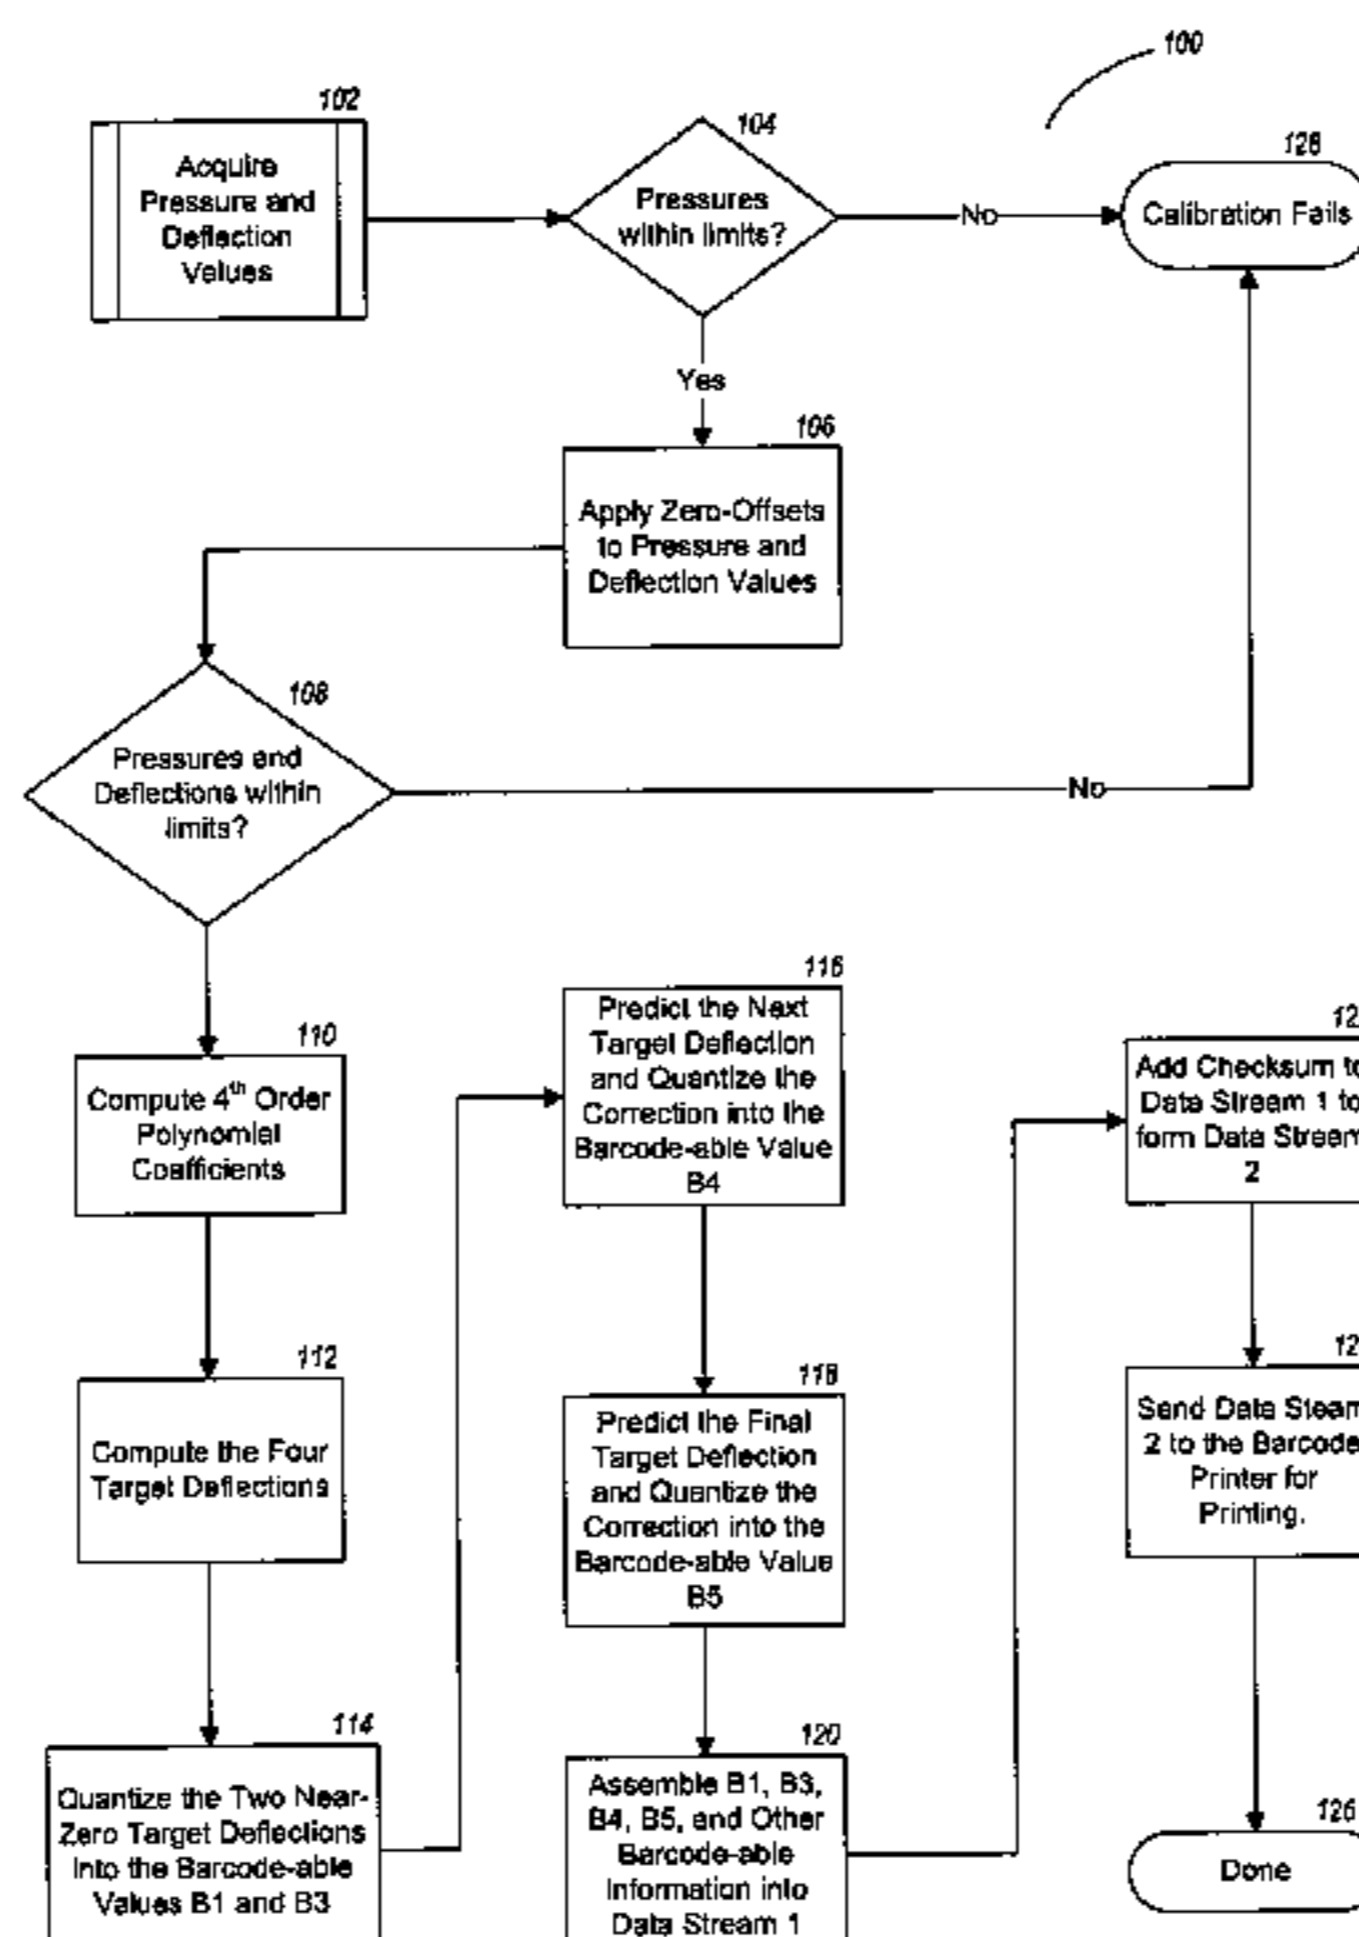 100
102
Acquire
Pressure and
Deflection
Values
104
Pressures
within limits?
No
128
Calibration Fails
Yes
106
Apply Zero-Offsets
to Pressure and
Deflection Values
108
Pressures and
Deflections within
limits?
No
110
Compute 4th Order
Polynomial
Coefficients
112
Compute the Four
Target Deflections
114
Quantize the Two Near-
Zero Target Deflections
Into the Barcode-able
Values B1 and B3
116
Predict the Next
Target Deflection
and Quantize the
Correction into the
Barcode-able Value
B4
118
Predict the Final
Target Deflection
and Quantize the
Correction into the
Barcode-able Value
B5
120
Assemble B1, B3,
B4, B5, and Other
Barcode-able
Information into
Data Stream 1
Add Checksum to
Data Stream 1 to
form Data Stream
2
Send Data Steam
2 to the Barcode
Printer for
Printing.
126
Done